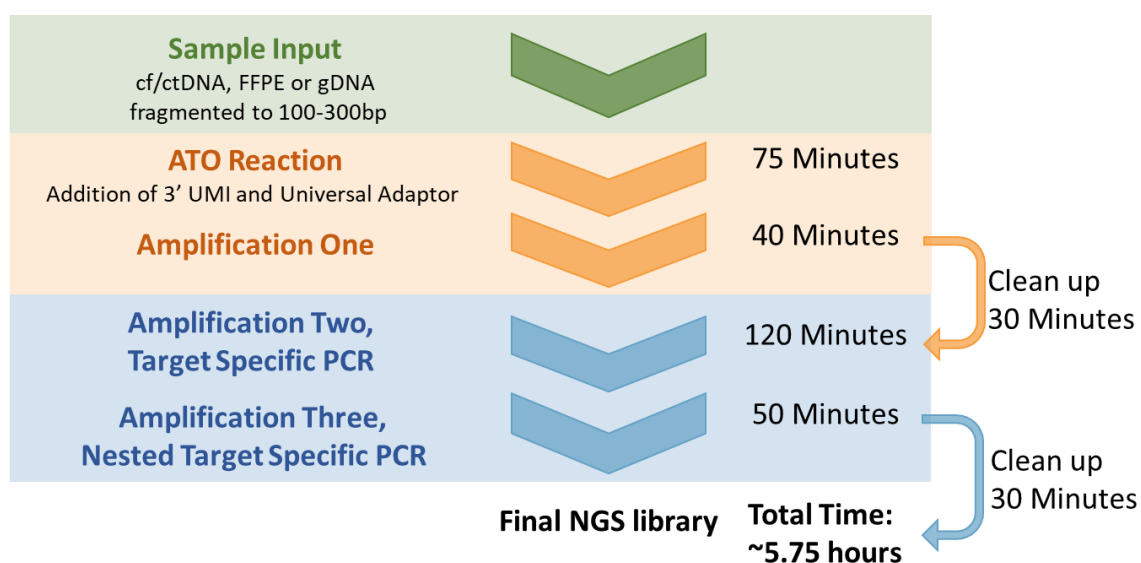 Sample Input
cf/ctDNA, FFPE or gDNA
fragmented to 100-300bp
ATO Reaction
Addition of 3’ UMI and Universal Adaptor
75 Minutes
Amplification One
40 Minutes
Clean up
30 Minutes
Amplification Two,
Target Specific PCR
120 Minutes
Amplification Three,
Nested Target Specific PCR
50 Minutes
Clean up
30 Minutes
Final NGS library
Total Time:
~5.75 hours